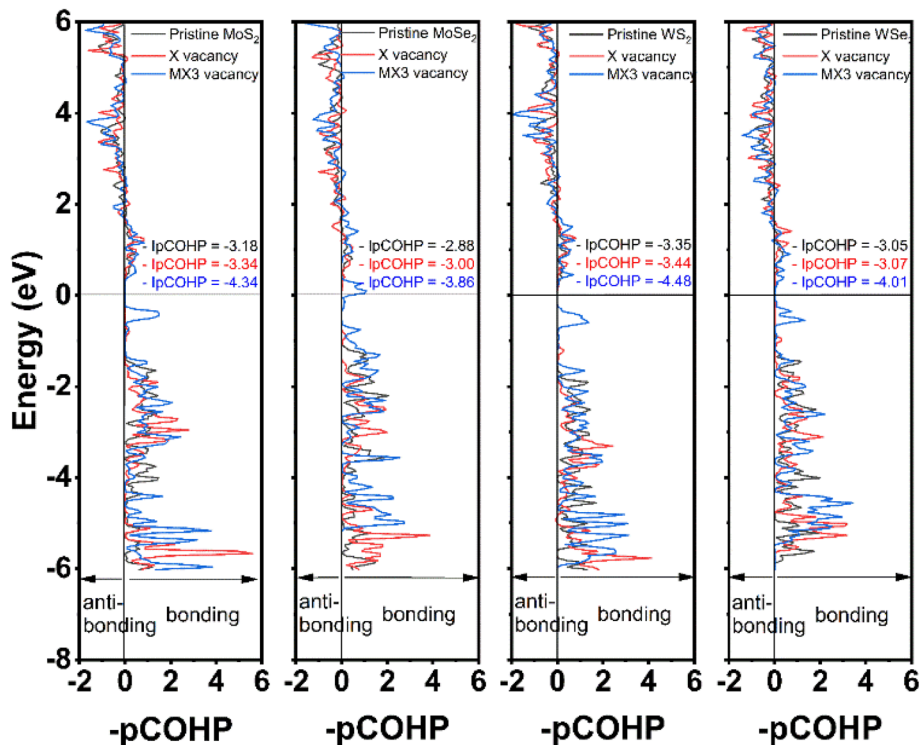 Energy (eV)
6
4
2
0
-2
-4
-6
-8
Pristine MoS2
X vacancy
MX3 vacancy
- IpCOHP = -3.18
- IpCOHP = -3.34
- IpCOHP = -4.34
anti-
bonding
bonding
-2 0 2 4 6
-pCOHP
Pristine MoSe2
X vacancy
MX3 vacancy
- IpCOHP = -2.88
- IpCOHP = -3.00
- IpCOHP = -3.86
anti-
bonding
bonding
-2 0 2 4 6
-pCOHP
Pristine WS2
X vacancy
MX3 vacancy
- IpCOHP = -3.35
- IpCOHP = -3.44
- IpCOHP = -4.48
anti-
bonding
bonding
-2 0 2 4 6
-pCOHP
Pristine WSe2
X vacancy
MX3 vacancy
- IpCOHP = -3.05
- IpCOHP = -3.07
- IpCOHP = -4.01
anti-
bonding
bonding
-2 0 2 4 6
-pCOHP